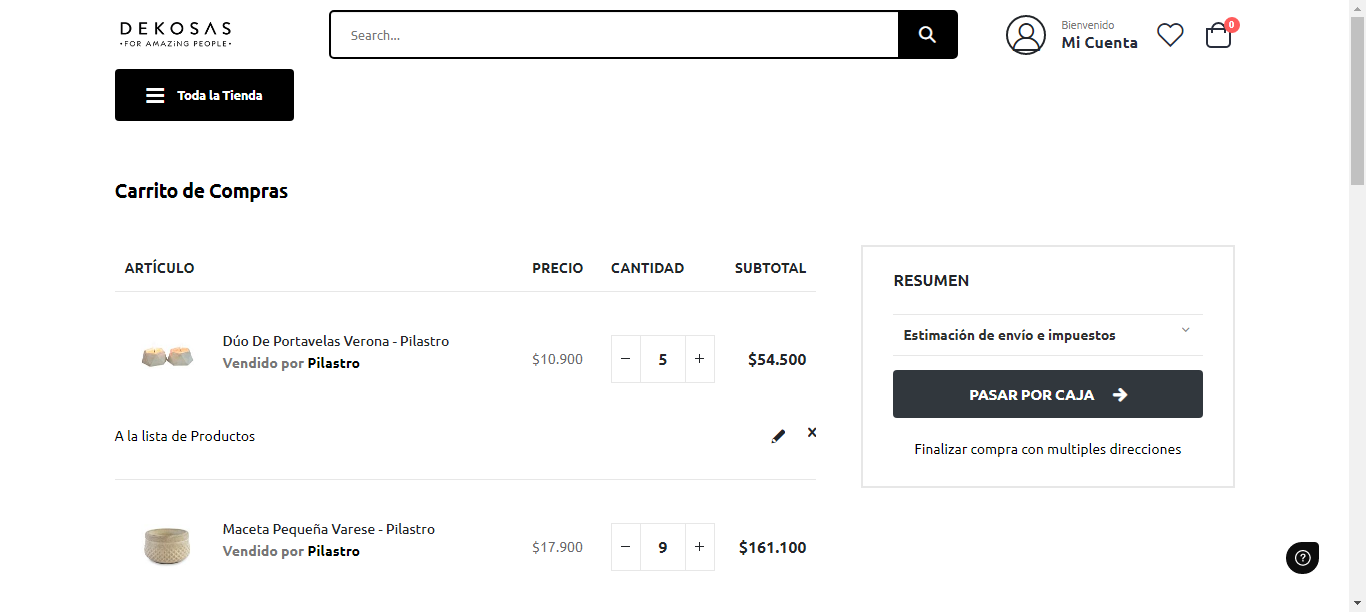 DEKOSAS
•FOR AMAZING PEOPLE•
Search...
Bienvenido
Mi Cuenta
0
Toda la Tienda
Carrito de Compras
ARTÍCULO PRECIO CANTIDAD SUBTOTAL
Dúo De Portavelas Verona - Pilastro
Vendido por Pilastro
$10.900 − 5 + $54.500
A la lista de Productos
Maceta Pequeña Varese - Pilastro
Vendido por Pilastro
$17.900 − 9 + $161.100
RESUMEN
Estimación de envío e impuestos
PASAR POR CAJA
Finalizar compra con multiples direcciones